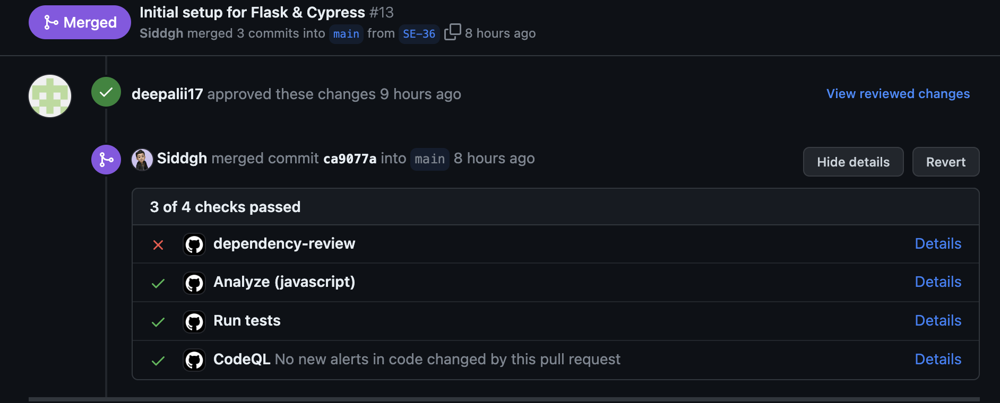 Merged
Initial setup for Flask & Cypress #13
Siddgh merged 3 commits into main from SE-36 8 hours ago
deepalii17 approved these changes 9 hours ago
View reviewed changes
Siddgh merged commit ca9077a into main 8 hours ago
Hide details
Revert
3 of 4 checks passed
dependency-review
Details
Analyze (javascript)
Details
Run tests
Details
CodeQL No new alerts in code changed by this pull request
Details